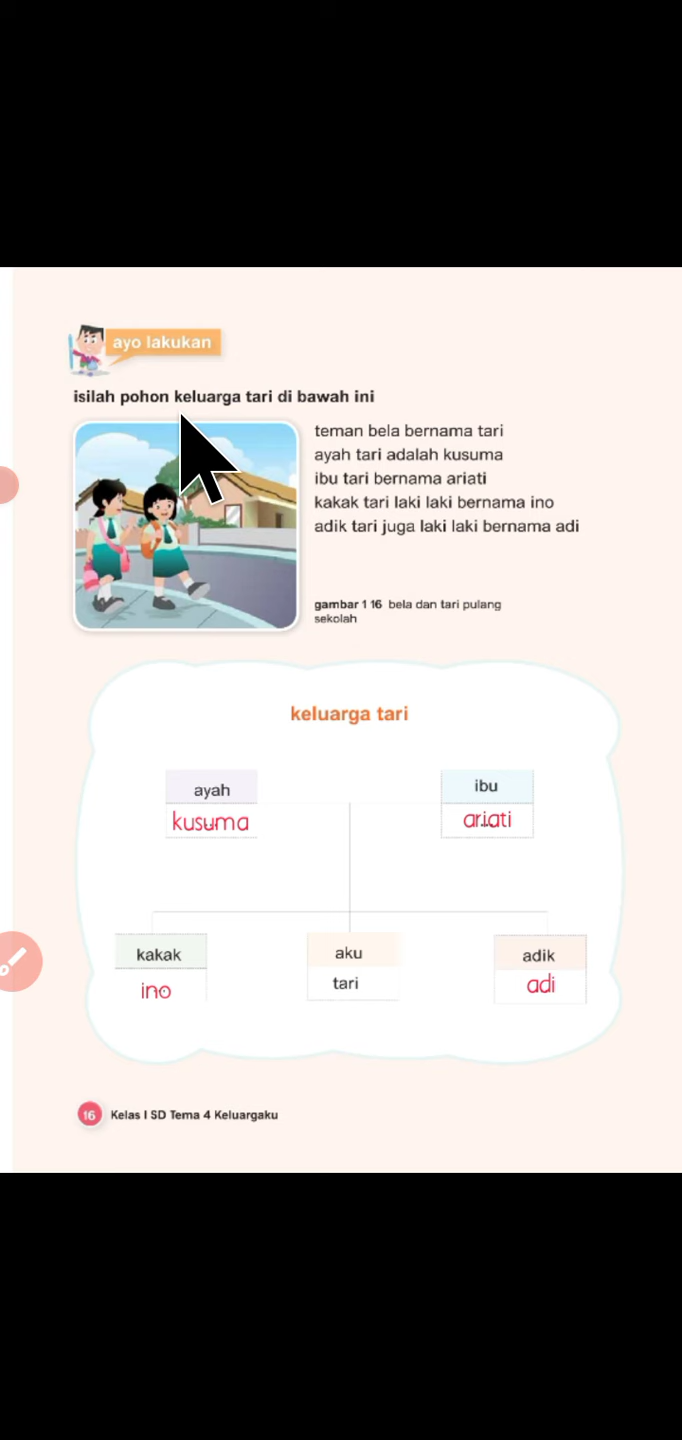 ayo lakukan
isilah pohon keluarga tari di bawah ini
teman bela bernama tari
ayah tari adalah kusuma
ibu tari bernama ariati
kakak tari laki laki bernama ino
adik tari juga laki laki bernama adi
gambar 1 16 bela dan tari pulang
sekolah
keluarga tari
ayah
ibu
kusuma
ariati
kakak
aku
adik
ino
tari
adi
16 Kelas I SD Tema 4 Keluargaku